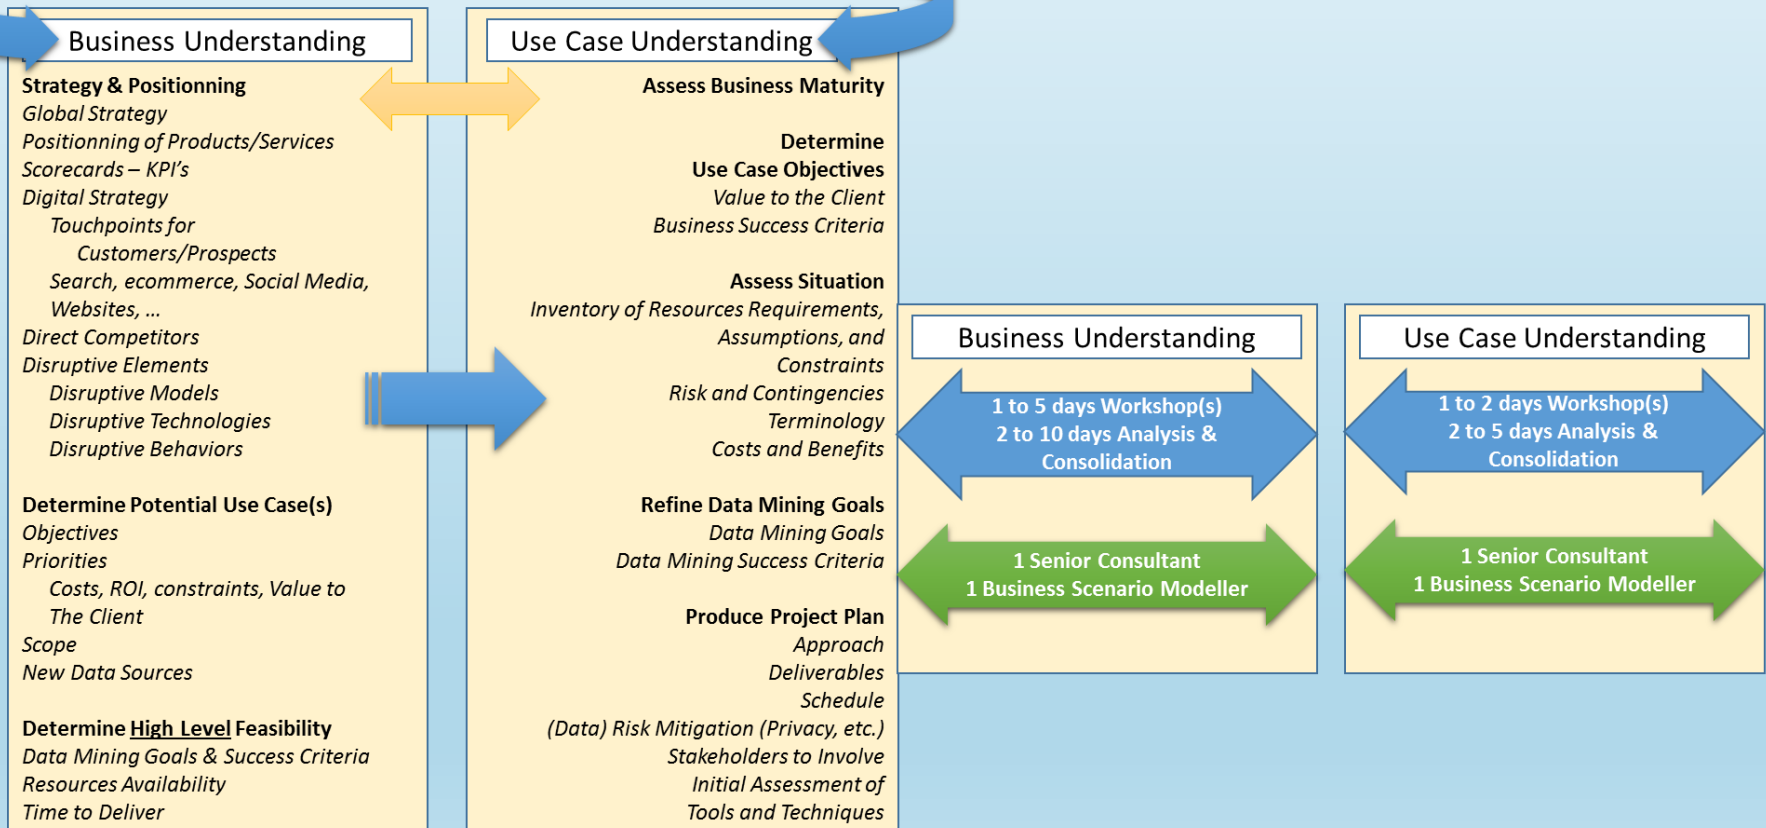 Business Understanding
Strategy & Positionning
Global Strategy
Positionning of Products/Services
Scorecards – KPI's
Digital Strategy
Touchpoints for
Customers/Prospects
Search, ecommerce, Social Media,
Websites, ...
Direct Competitors
Disruptive Elements
Disruptive Models
Disruptive Technologies
Disruptive Behaviors
Determine Potential Use Case(s)
Objectives
Priorities
Costs, ROI, constraints, Value to
The Client
Scope
New Data Sources
Determine High Level Feasibility
Data Mining Goals & Success Criteria
Resources Availability
Time to Deliver
Use Case Understanding
Assess Business Maturity
Determine
Use Case Objectives
Value to the Client
Business Success Criteria
Assess Situation
Inventory of Resources Requirements,
Assumptions, and
Constraints
Risk and Contingencies
Terminology
Costs and Benefits
Refine Data Mining Goals
Data Mining Goals
Data Mining Success Criteria
Produce Project Plan
Approach
Deliverables
Schedule
(Data) Risk Mitigation (Privacy, etc.)
Stakeholders to Involve
Initial Assessment of
Tools and Techniques
Business Understanding
1 to 5 days Workshop(s)
2 to 10 days Analysis &
Consolidation
1 Senior Consultant
1 Business Scenario Modeller
Use Case Understanding
1 to 2 days Workshop(s)
2 to 5 days Analysis &
Consolidation
1 Senior Consultant
1 Business Scenario Modeller